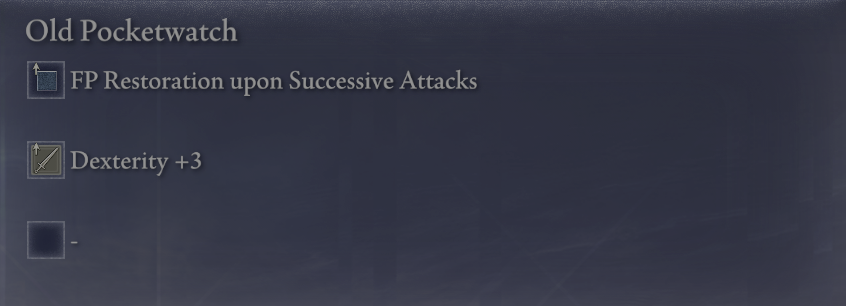 Old Pocketwatch
FP Restoration upon Successive Attacks
Dexterity +3
-